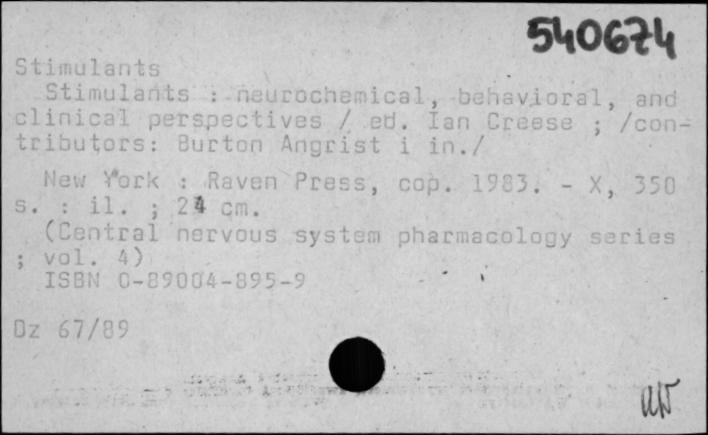 540674
Stimulants
Stimulants : neurochemical, behavioral, and
clinical perspectives / ed. Ian Creese ; /con-
tributors: Burton Angrist i in./
New York : Raven Press, cop. 1983. - X, 350
s. : il. ; 24 cm.
(Central nervous system pharmacology series
; vol. 4)
ISBN 0-89004-895-9
Dz 67/89